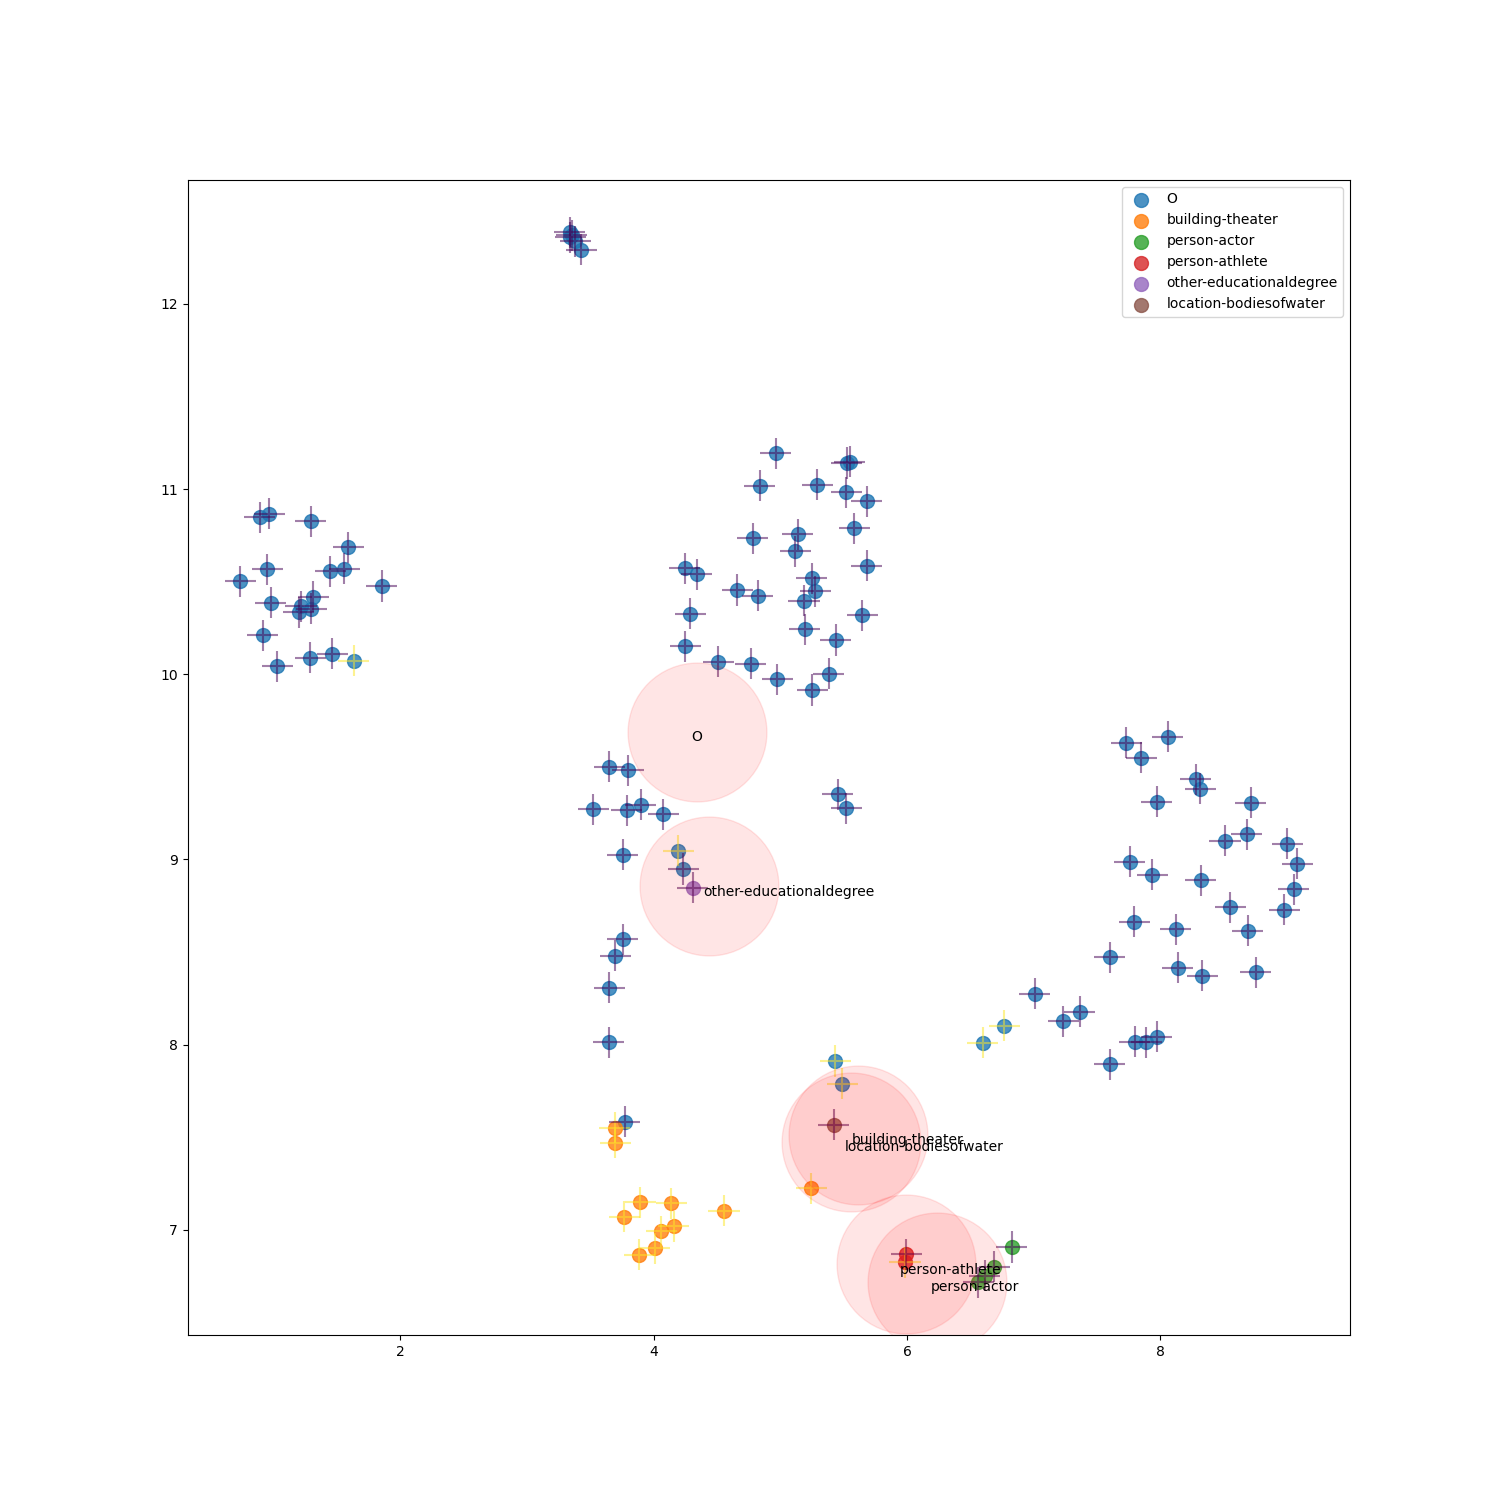 O
building-theater
person-actor
person-athlete
other-educationaldegree
location-bodiesofwater
12
11
10
9
8
7
O
other-educationaldegree
building-theater
location-bodiesofwater
person-athlete
person-actor
2 4 6 8